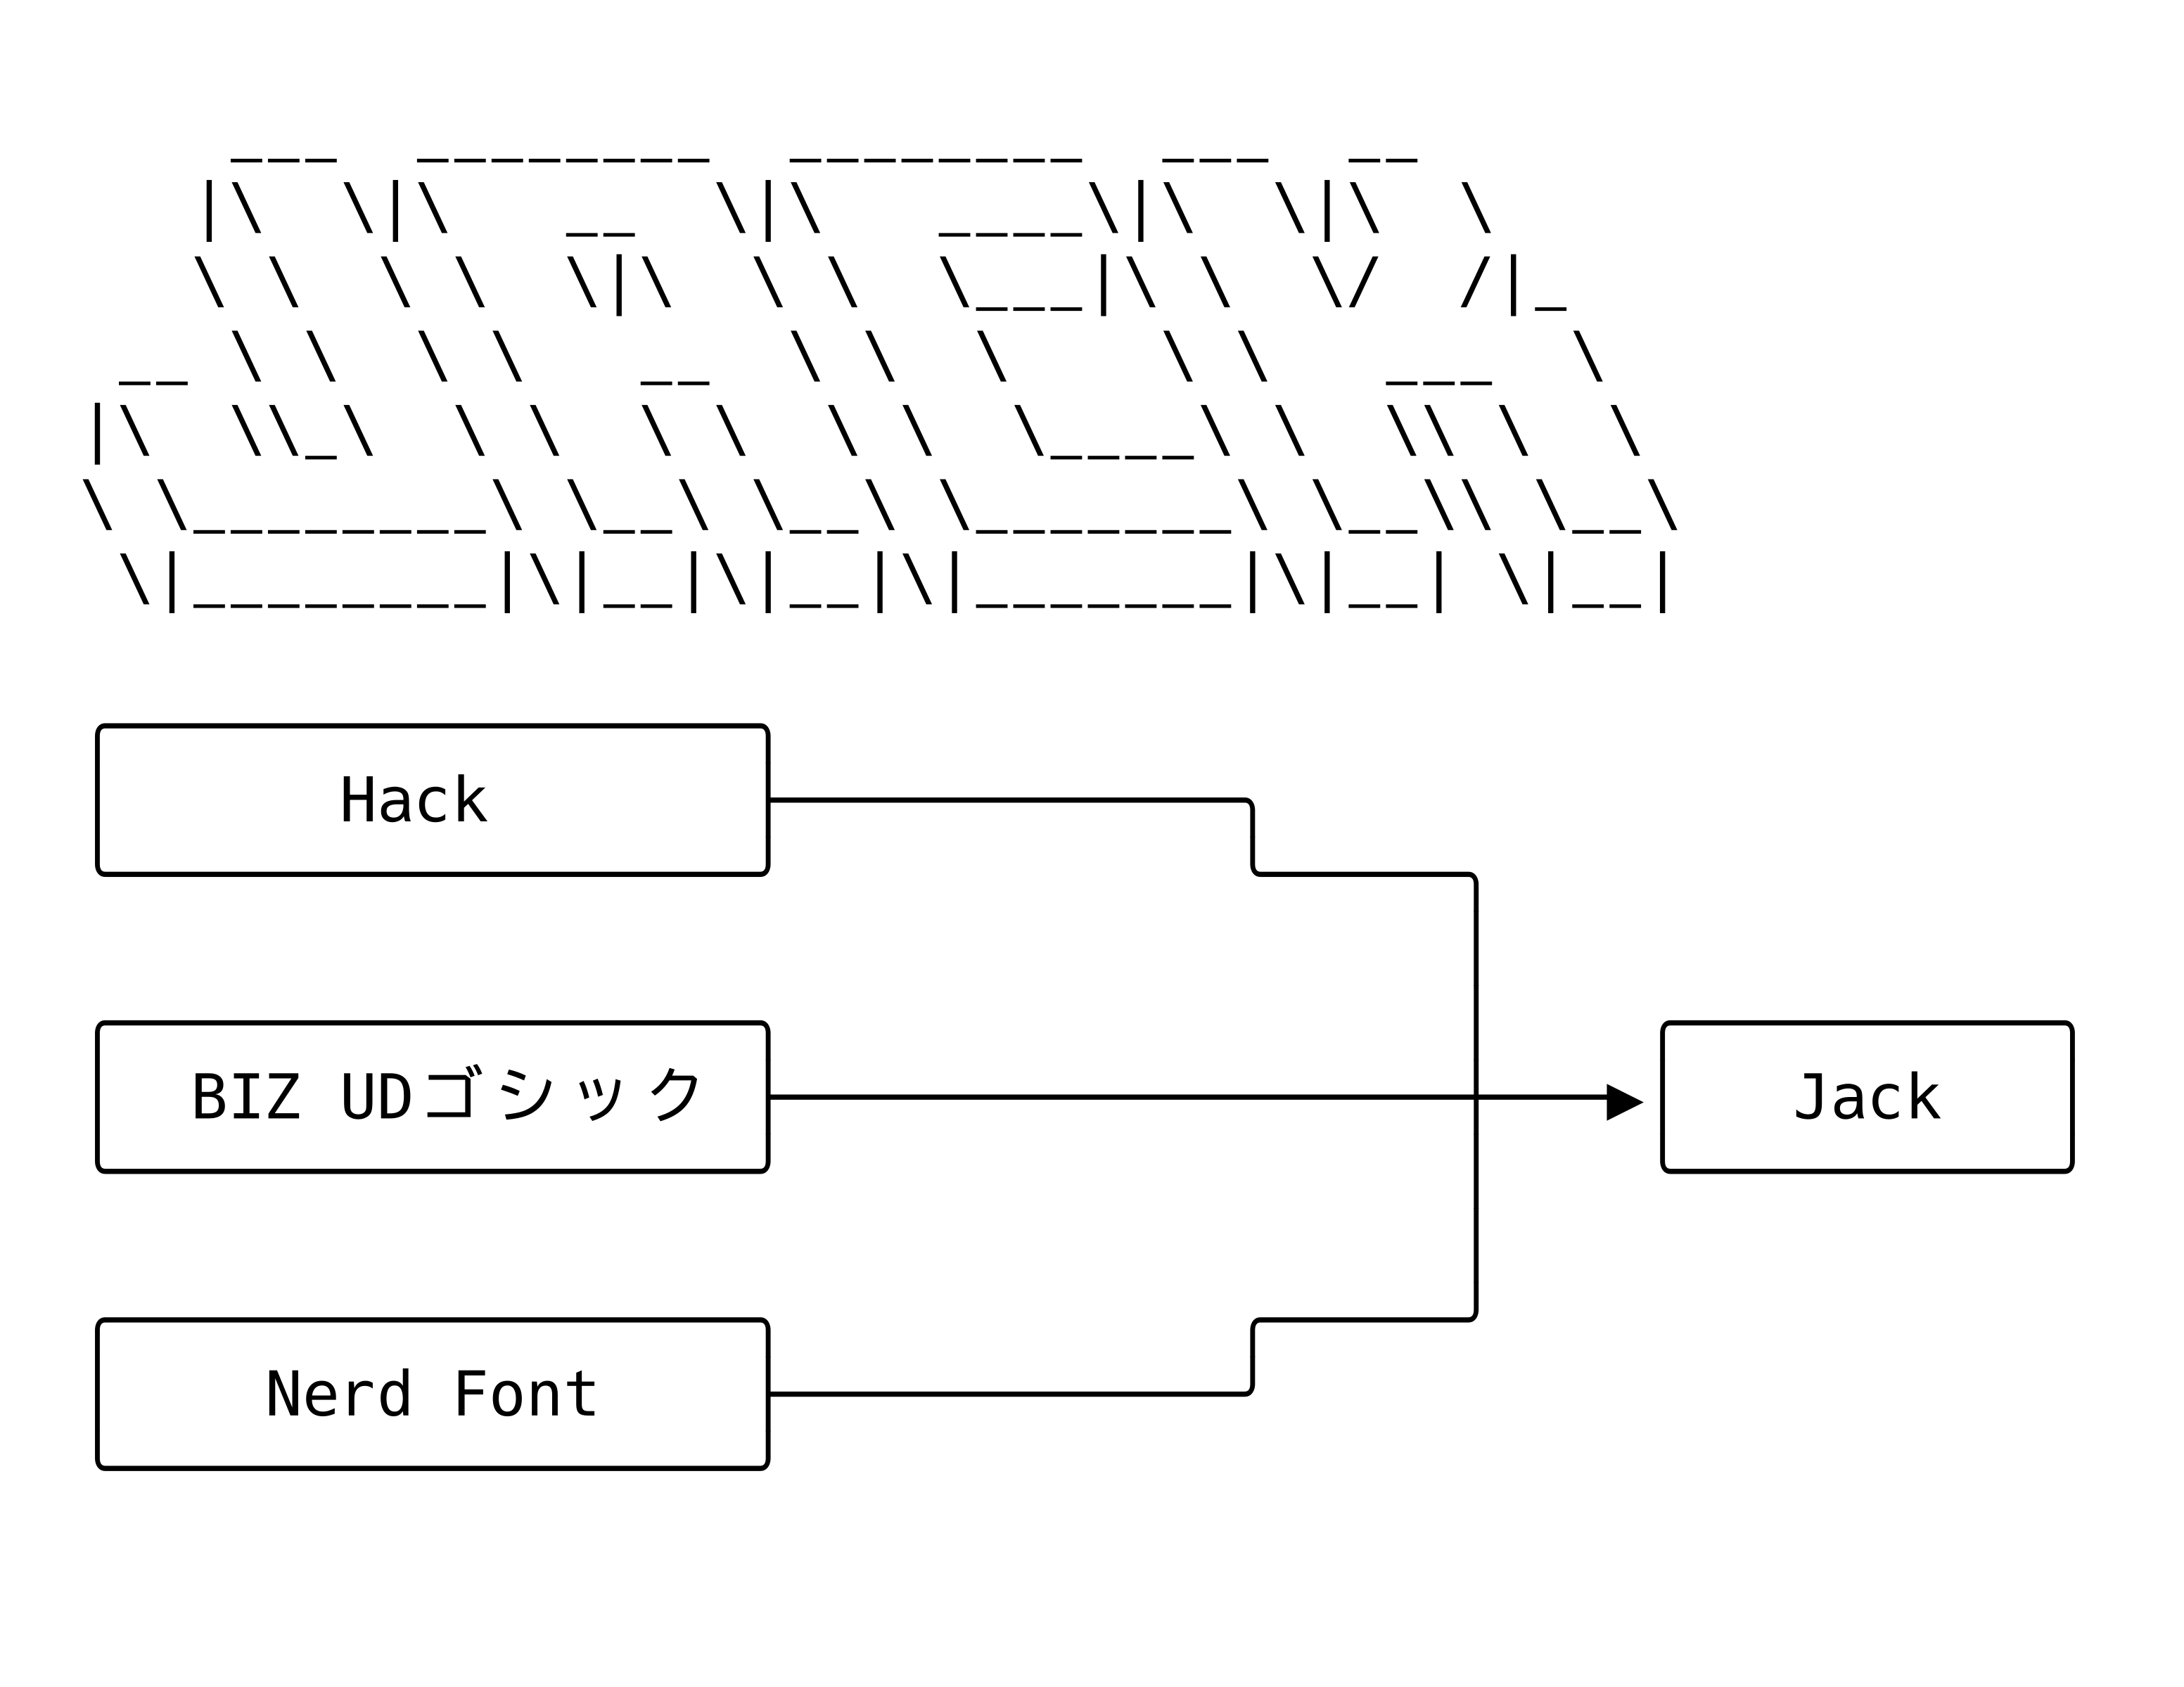 Hack
BIZ UDゴシック
Jack
Nerd Font